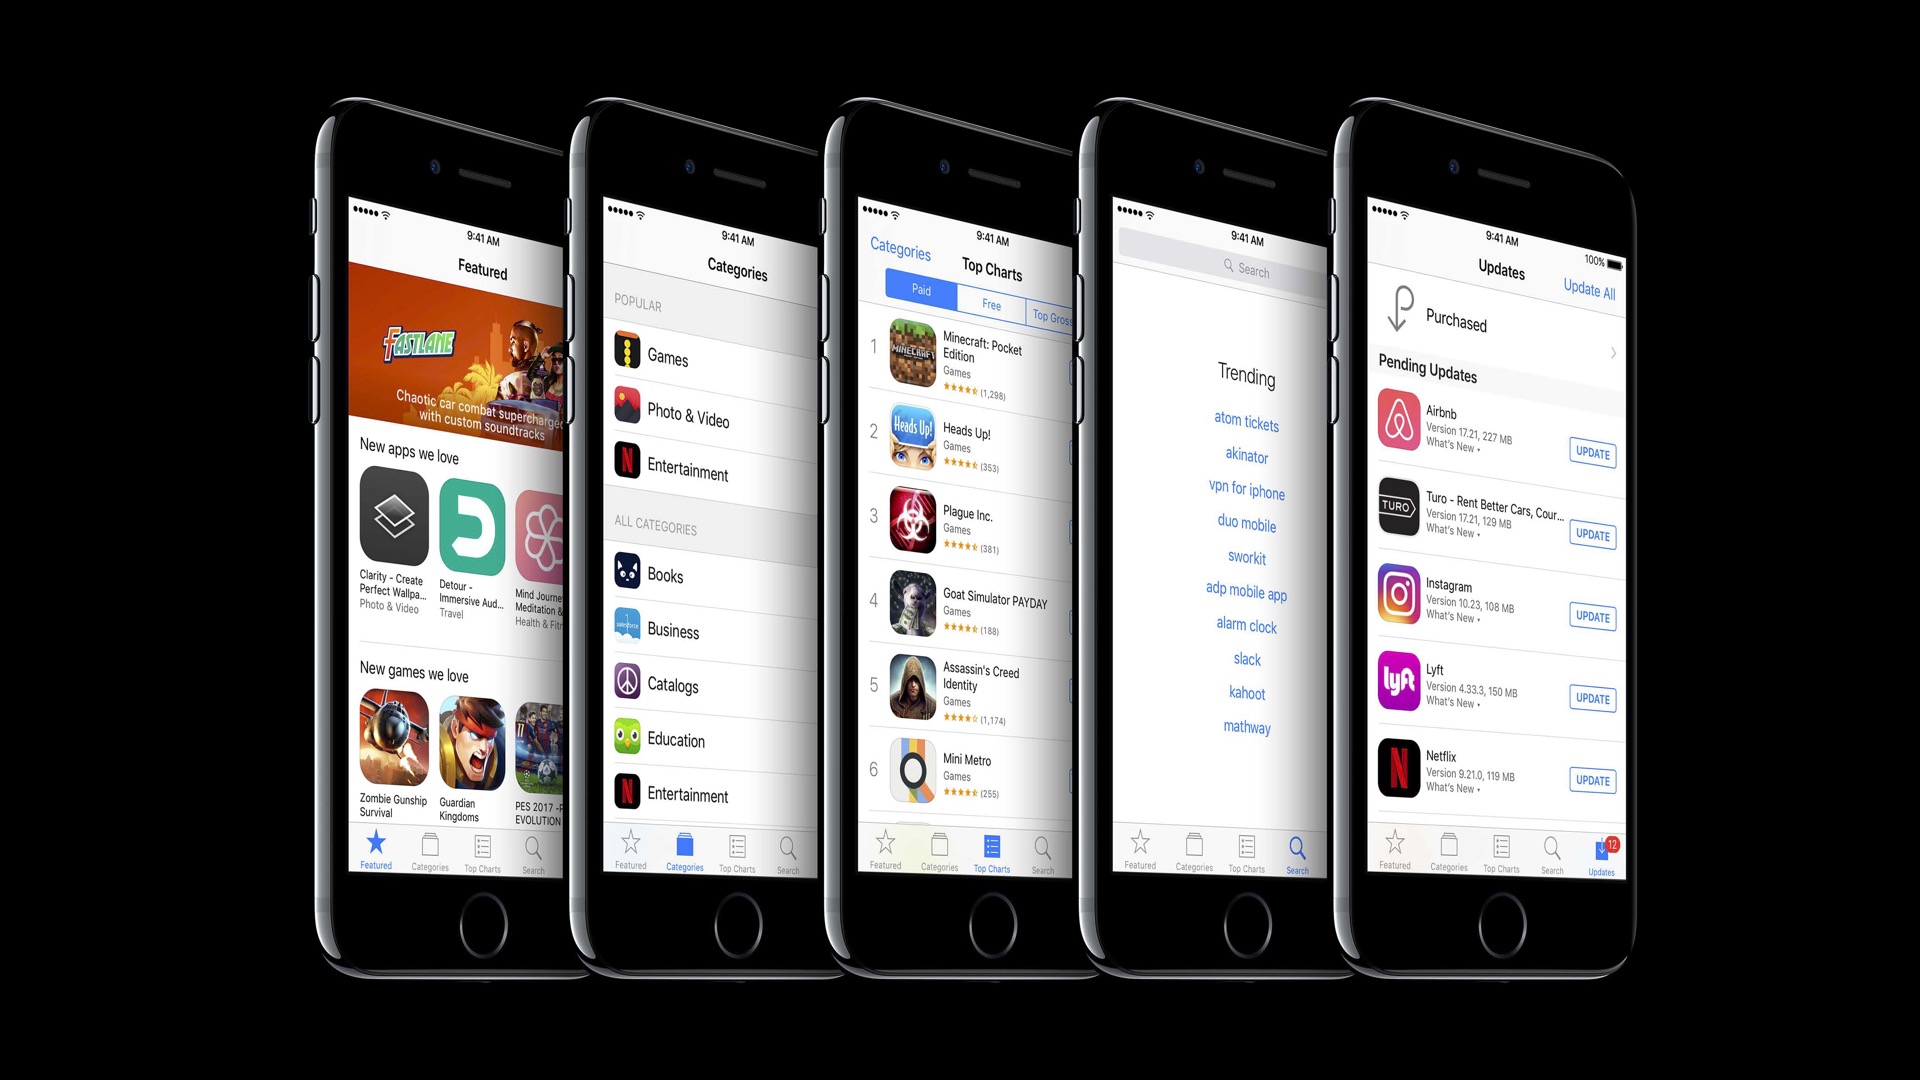 9:41 AM
Featured
FASTLANE
Chaotic car combat supercharged
with custom soundtracks
New apps we love
Clarity - Create
Perfect Wallpa...
Photo & Video
Detour -
Immersive Aud...
Travel
Mind Journe
Meditation &
Health & Fitn
New games we love
Zombie Gunship
Survival
Guardian
Kingdoms
PES 2017 -P
EVOLUTION
Featured
Categories
Top Charts
Search
9:41 AM
Categories
POPULAR
Games
Photo & Video
Entertainment
ALL CATEGORIES
Books
salesforce
Business
Catalogs
Education
Entertainment
Featured
Categories
Top Charts
Search
9:41 AM
Categories
Top Charts
Paid
Free
Top Gross
1
MINECRAFT
Minecraft: Pocket
Edition
Games
(1,298)
2
Heads Up!
Heads Up!
Games
(353)
3
Plague Inc.
Games
(381)
4
Goat Simulator PAYDAY
Games
(188)
5
Assassin's Creed
Identity
Games
(1,174)
6
Mini Metro
Games
(255)
Featured
Categories
Top Charts
Search
9:41 AM
Search
Trending
atom tickets
akinator
vpn for iphone
duo mobile
sworkit
adp mobile app
alarm clock
slack
kahoot
mathway
Featured
Categories
Top Charts
Search
9:41 AM
100%
Updates
Update All
Purchased
Pending Updates
Airbnb
Version 17.21, 227 MB
What's New
UPDATE
TURO
Turo - Rent Better Cars, Cour...
Version 17.21, 129 MB
What's New
UPDATE
Instagram
Version 10.23, 108 MB
What's New
UPDATE
lyft
Lyft
Version 4.33.3, 150 MB
What's New
UPDATE
N
Netflix
Version 9.21.0, 119 MB
What's New
UPDATE
Featured
Categories
Top Charts
Search
12
Updates